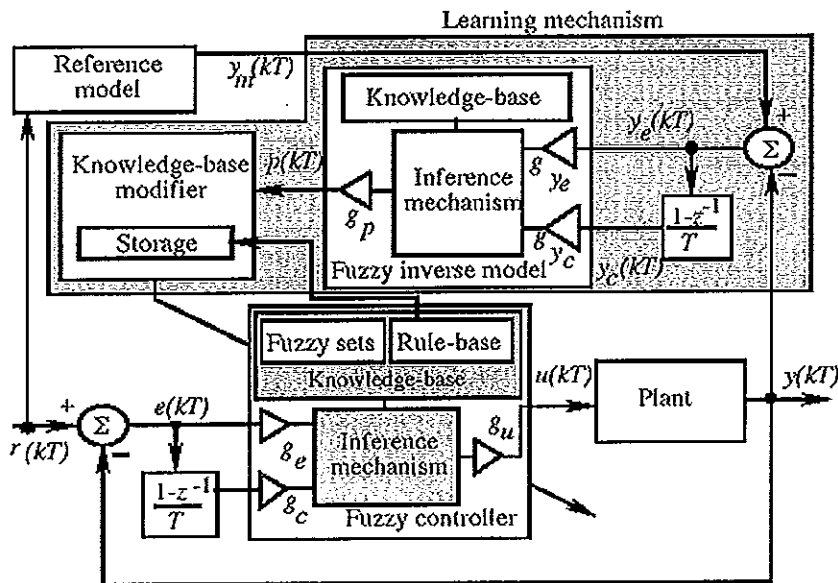 Learning mechanism
Reference
model
y_m(kT)
Knowledge-base
y_e(kT)
+
Σ
−
Knowledge-base
modifier
p(kT)
Inference
mechanism
g_y_e
g_p
g_y_c
1-z^-1
T
Storage
Fuzzy inverse model
y_c(kT)
Fuzzy sets
Rule-base
Knowledge-base
u(kT)
Plant
y(kT)
+
r(kT)
Σ
−
e(kT)
g_e
Inference
mechanism
g_u
1-z^-1
T
g_c
Fuzzy controller